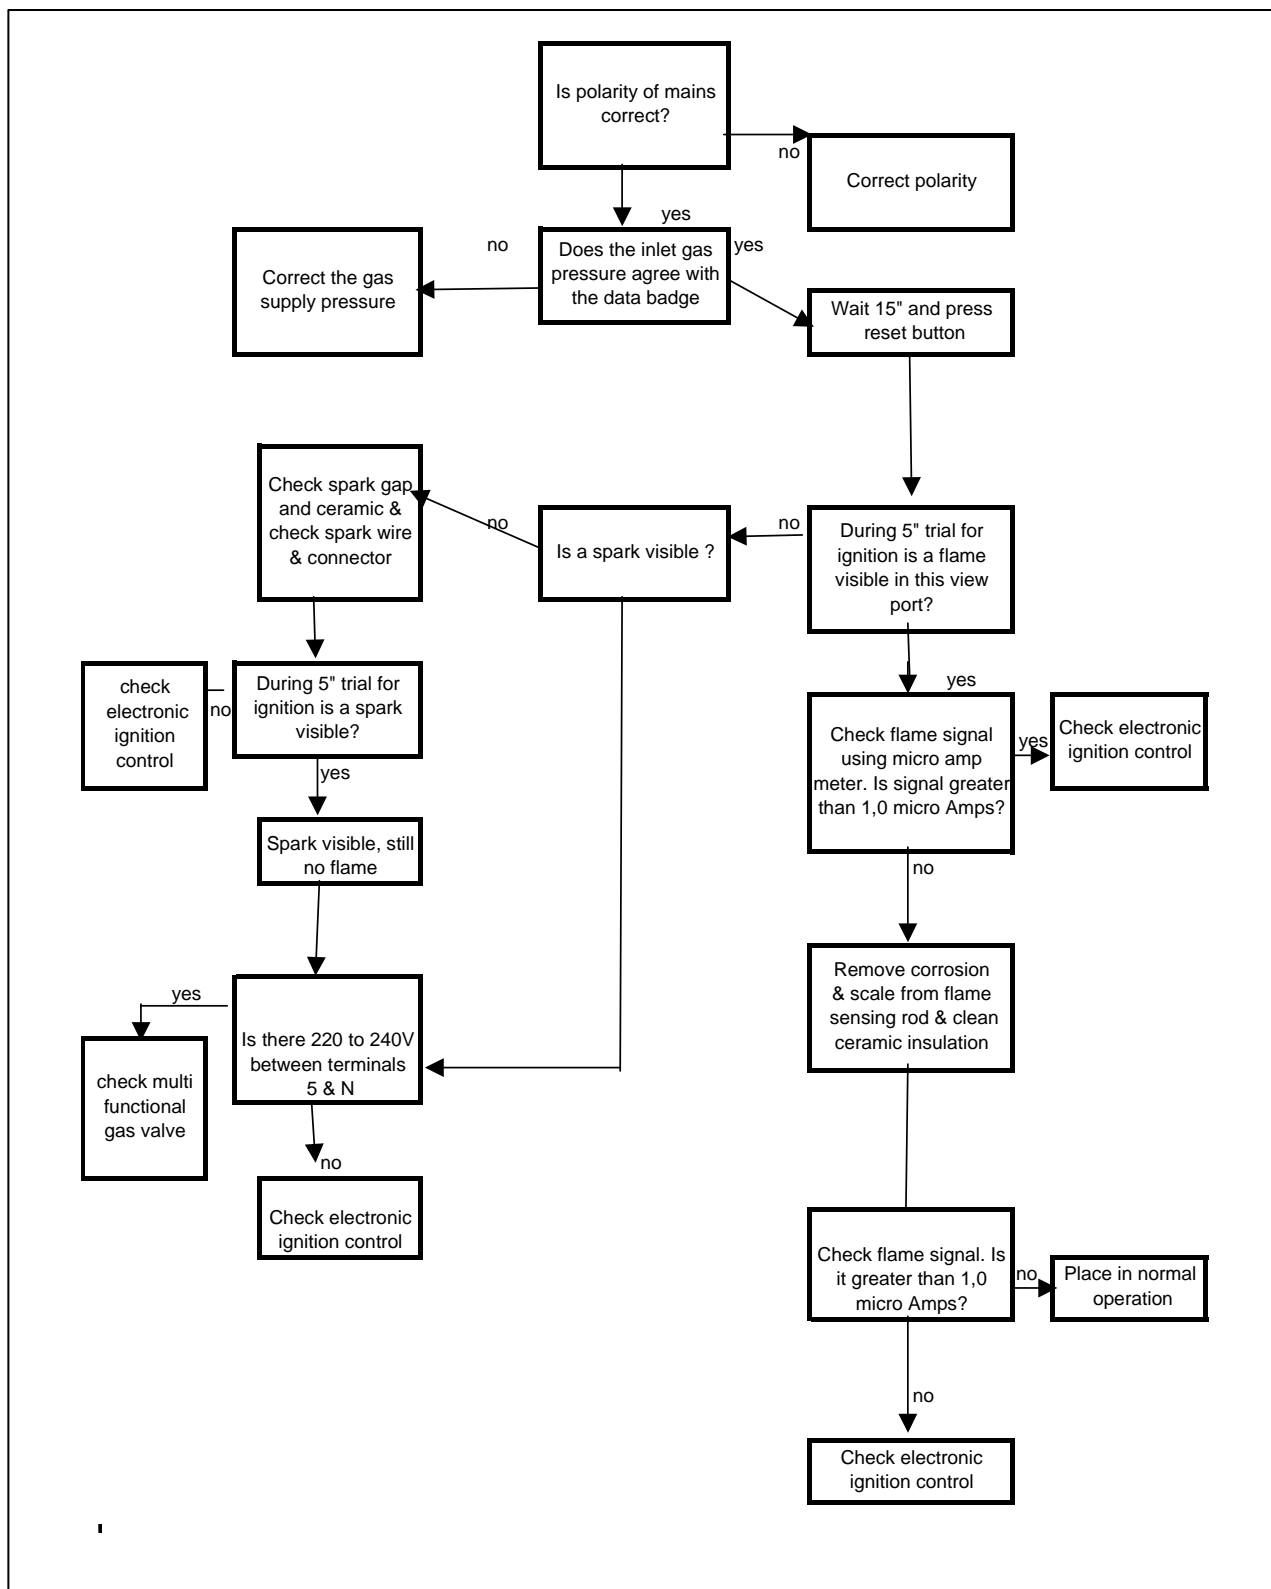 Is polarity of mains
correct?
no
Correct polarity
yes
no
Does the inlet gas
pressure agree with
the data badge
yes
Correct the gas
supply pressure
Wait 15" and press
reset button
Check spark gap
and ceramic &
check spark wire
& connector
no
Is a spark visible ?
no
During 5" trial for
ignition is a flame
visible in this view
port?
yes
check
electronic
ignition
control
no
During 5" trial for
ignition is a spark
visible?
yes
Check flame signal
using micro amp
meter. Is signal greater
than 1,0 micro Amps?
yes
Check electronic
ignition control
Spark visible, still
no flame
no
Remove corrosion
& scale from flame
sensing rod & clean
ceramic insulation
yes
Is there 220 to 240V
between terminals
5 & N
check multi
functional
gas valve
no
Check electronic
ignition control
Check flame signal. Is
it greater than 1,0
micro Amps?
no
Place in normal
operation
no
Check electronic
ignition control